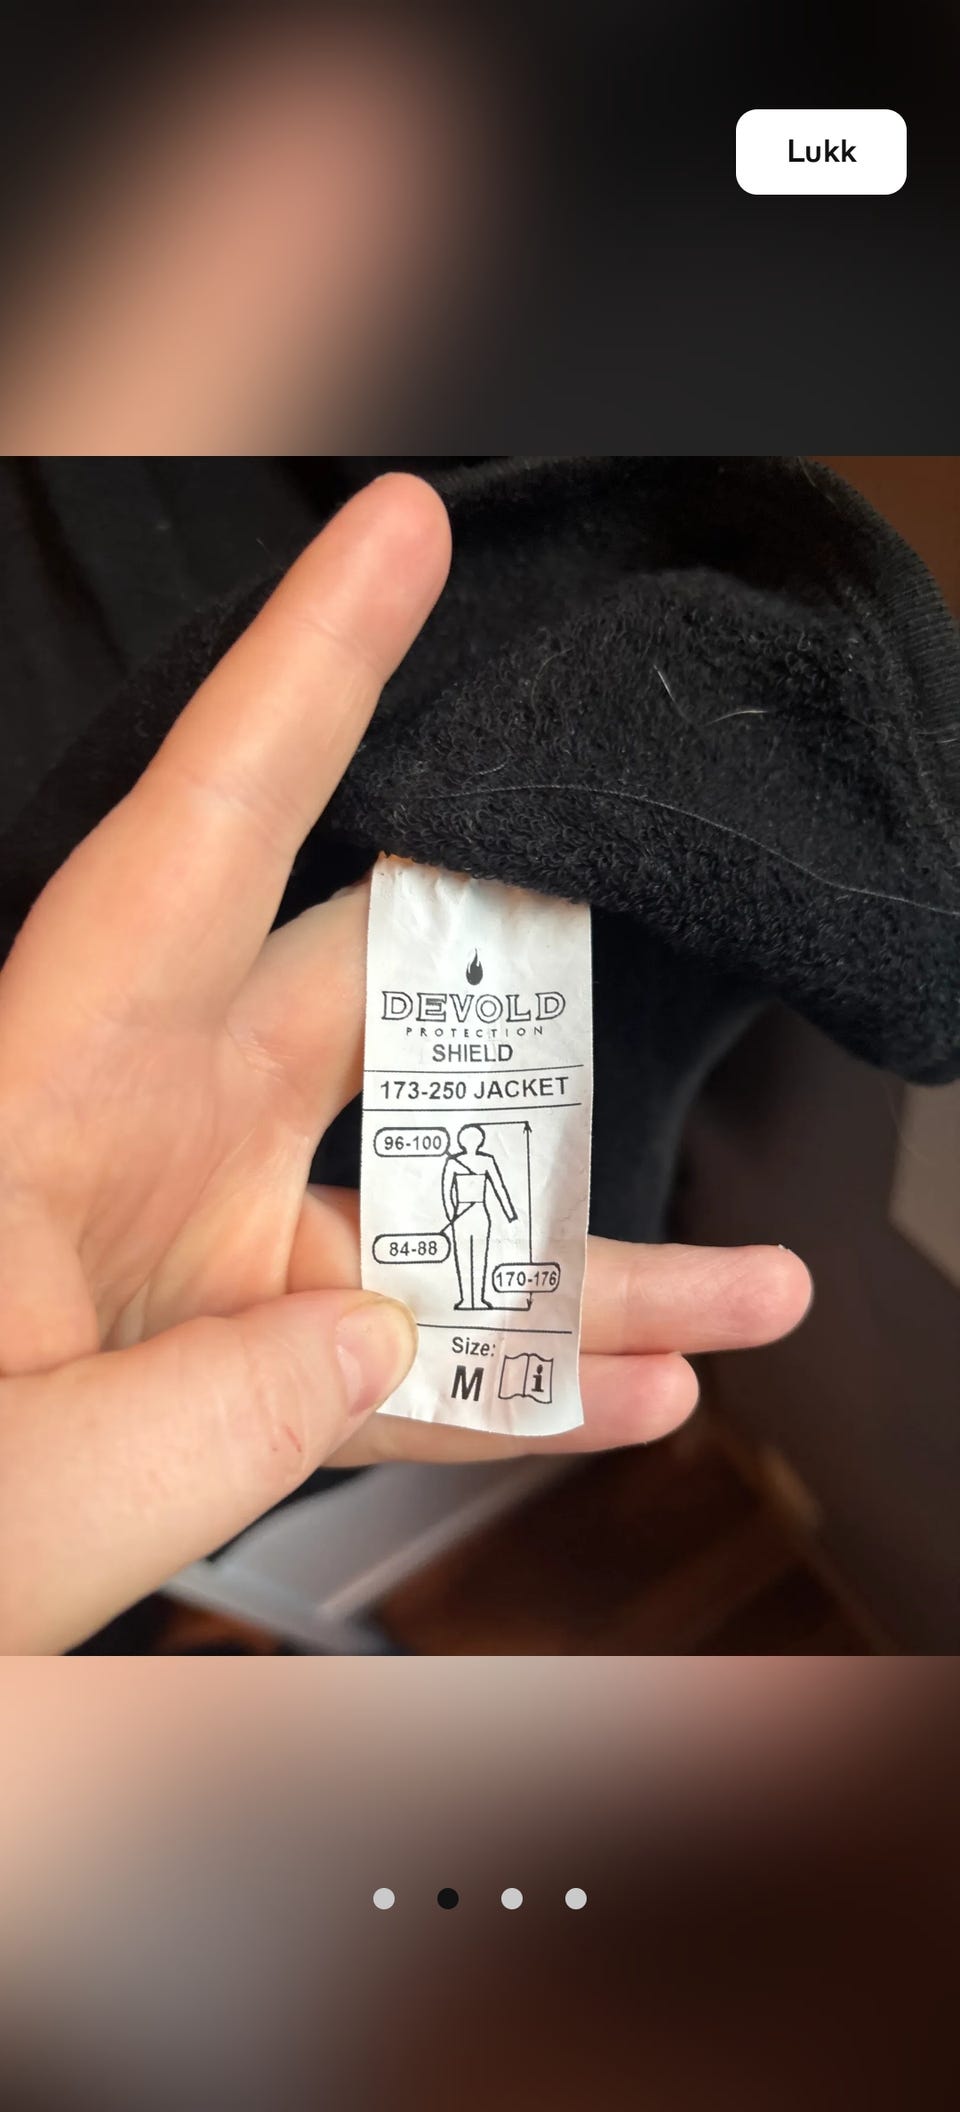 Lukk
DEVOLD
PROTECTION
SHIELD
173-250 JACKET
96-100
84-88
170-176
Size:
M
i